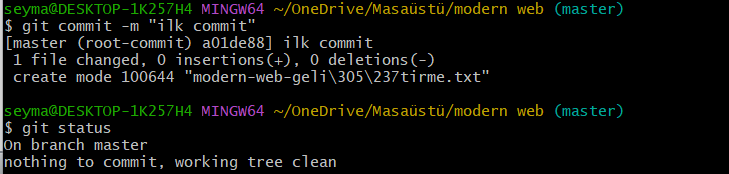 seyma@DESKTOP-1K257H4 MINGW64 ~/OneDrive/Masaüstü/modern web (master)
$ git commit -m "ilk commit"
[master (root-commit) a01de88] ilk commit
 1 file changed, 0 insertions(+), 0 deletions(-)
 create mode 100644 "modern-web-geli\305\237tirme.txt"

seyma@DESKTOP-1K257H4 MINGW64 ~/OneDrive/Masaüstü/modern web (master)
$ git status
On branch master
nothing to commit, working tree clean